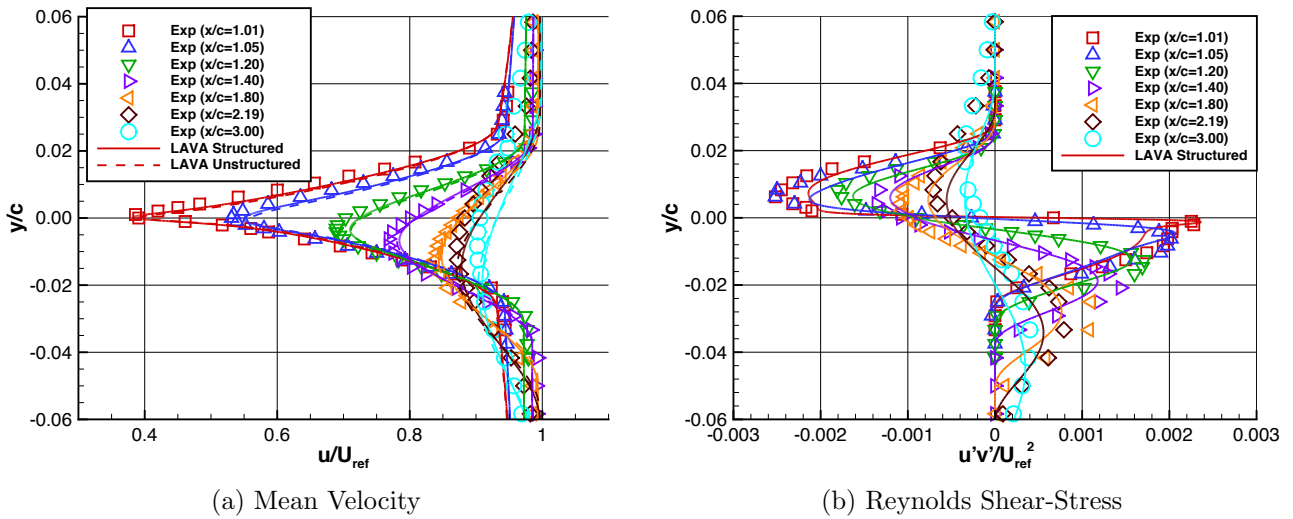 0.06
0.04
0.02
0.00
-0.02
-0.04
-0.06
y/c
0.4
0.6
0.8
1
u/U_ref
Exp (x/c=1.01)
Exp (x/c=1.05)
Exp (x/c=1.20)
Exp (x/c=1.40)
Exp (x/c=1.80)
Exp (x/c=2.19)
Exp (x/c=3.00)
LAVA Structured
LAVA Unstructured
(a) Mean Velocity
0.06
0.04
0.02
0.00
-0.02
-0.04
-0.06
y/c
-0.003
-0.002
-0.001
0
0.001
0.002
0.003
u'v'/U_ref^2
Exp (x/c=1.01)
Exp (x/c=1.05)
Exp (x/c=1.20)
Exp (x/c=1.40)
Exp (x/c=1.80)
Exp (x/c=2.19)
Exp (x/c=3.00)
LAVA Structured
(b) Reynolds Shear-Stress